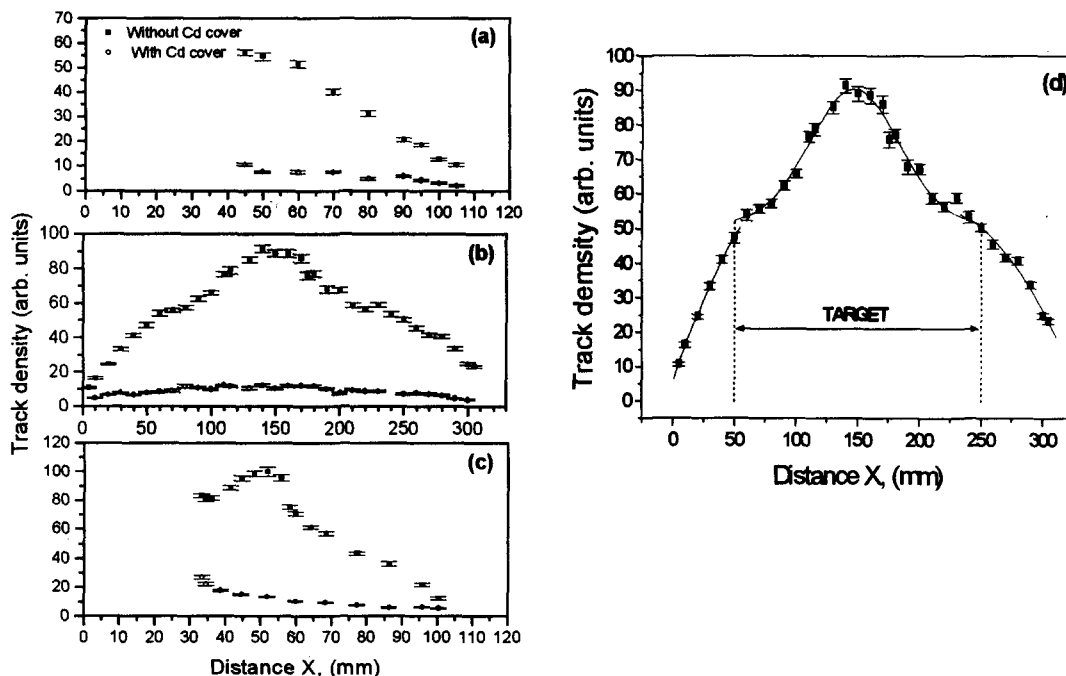 Without Cd cover
With Cd cover
(a)
70
60
50
40
30
20
10
0
0 10 20 30 40 50 60 70 80 90 100 110 120
(b)
100
80
60
40
20
0
0 50 100 150 200 250 300
(c)
120
100
80
60
40
20
0
0 10 20 30 40 50 60 70 80 90 100 110 120
Track density (arb. units)
Distance X, (mm)
(d)
100
90
80
70
60
50
40
30
20
10
0
TARGET
0 50 100 150 200 250 300
Track demsity (arb. units)
Distance X, (mm)